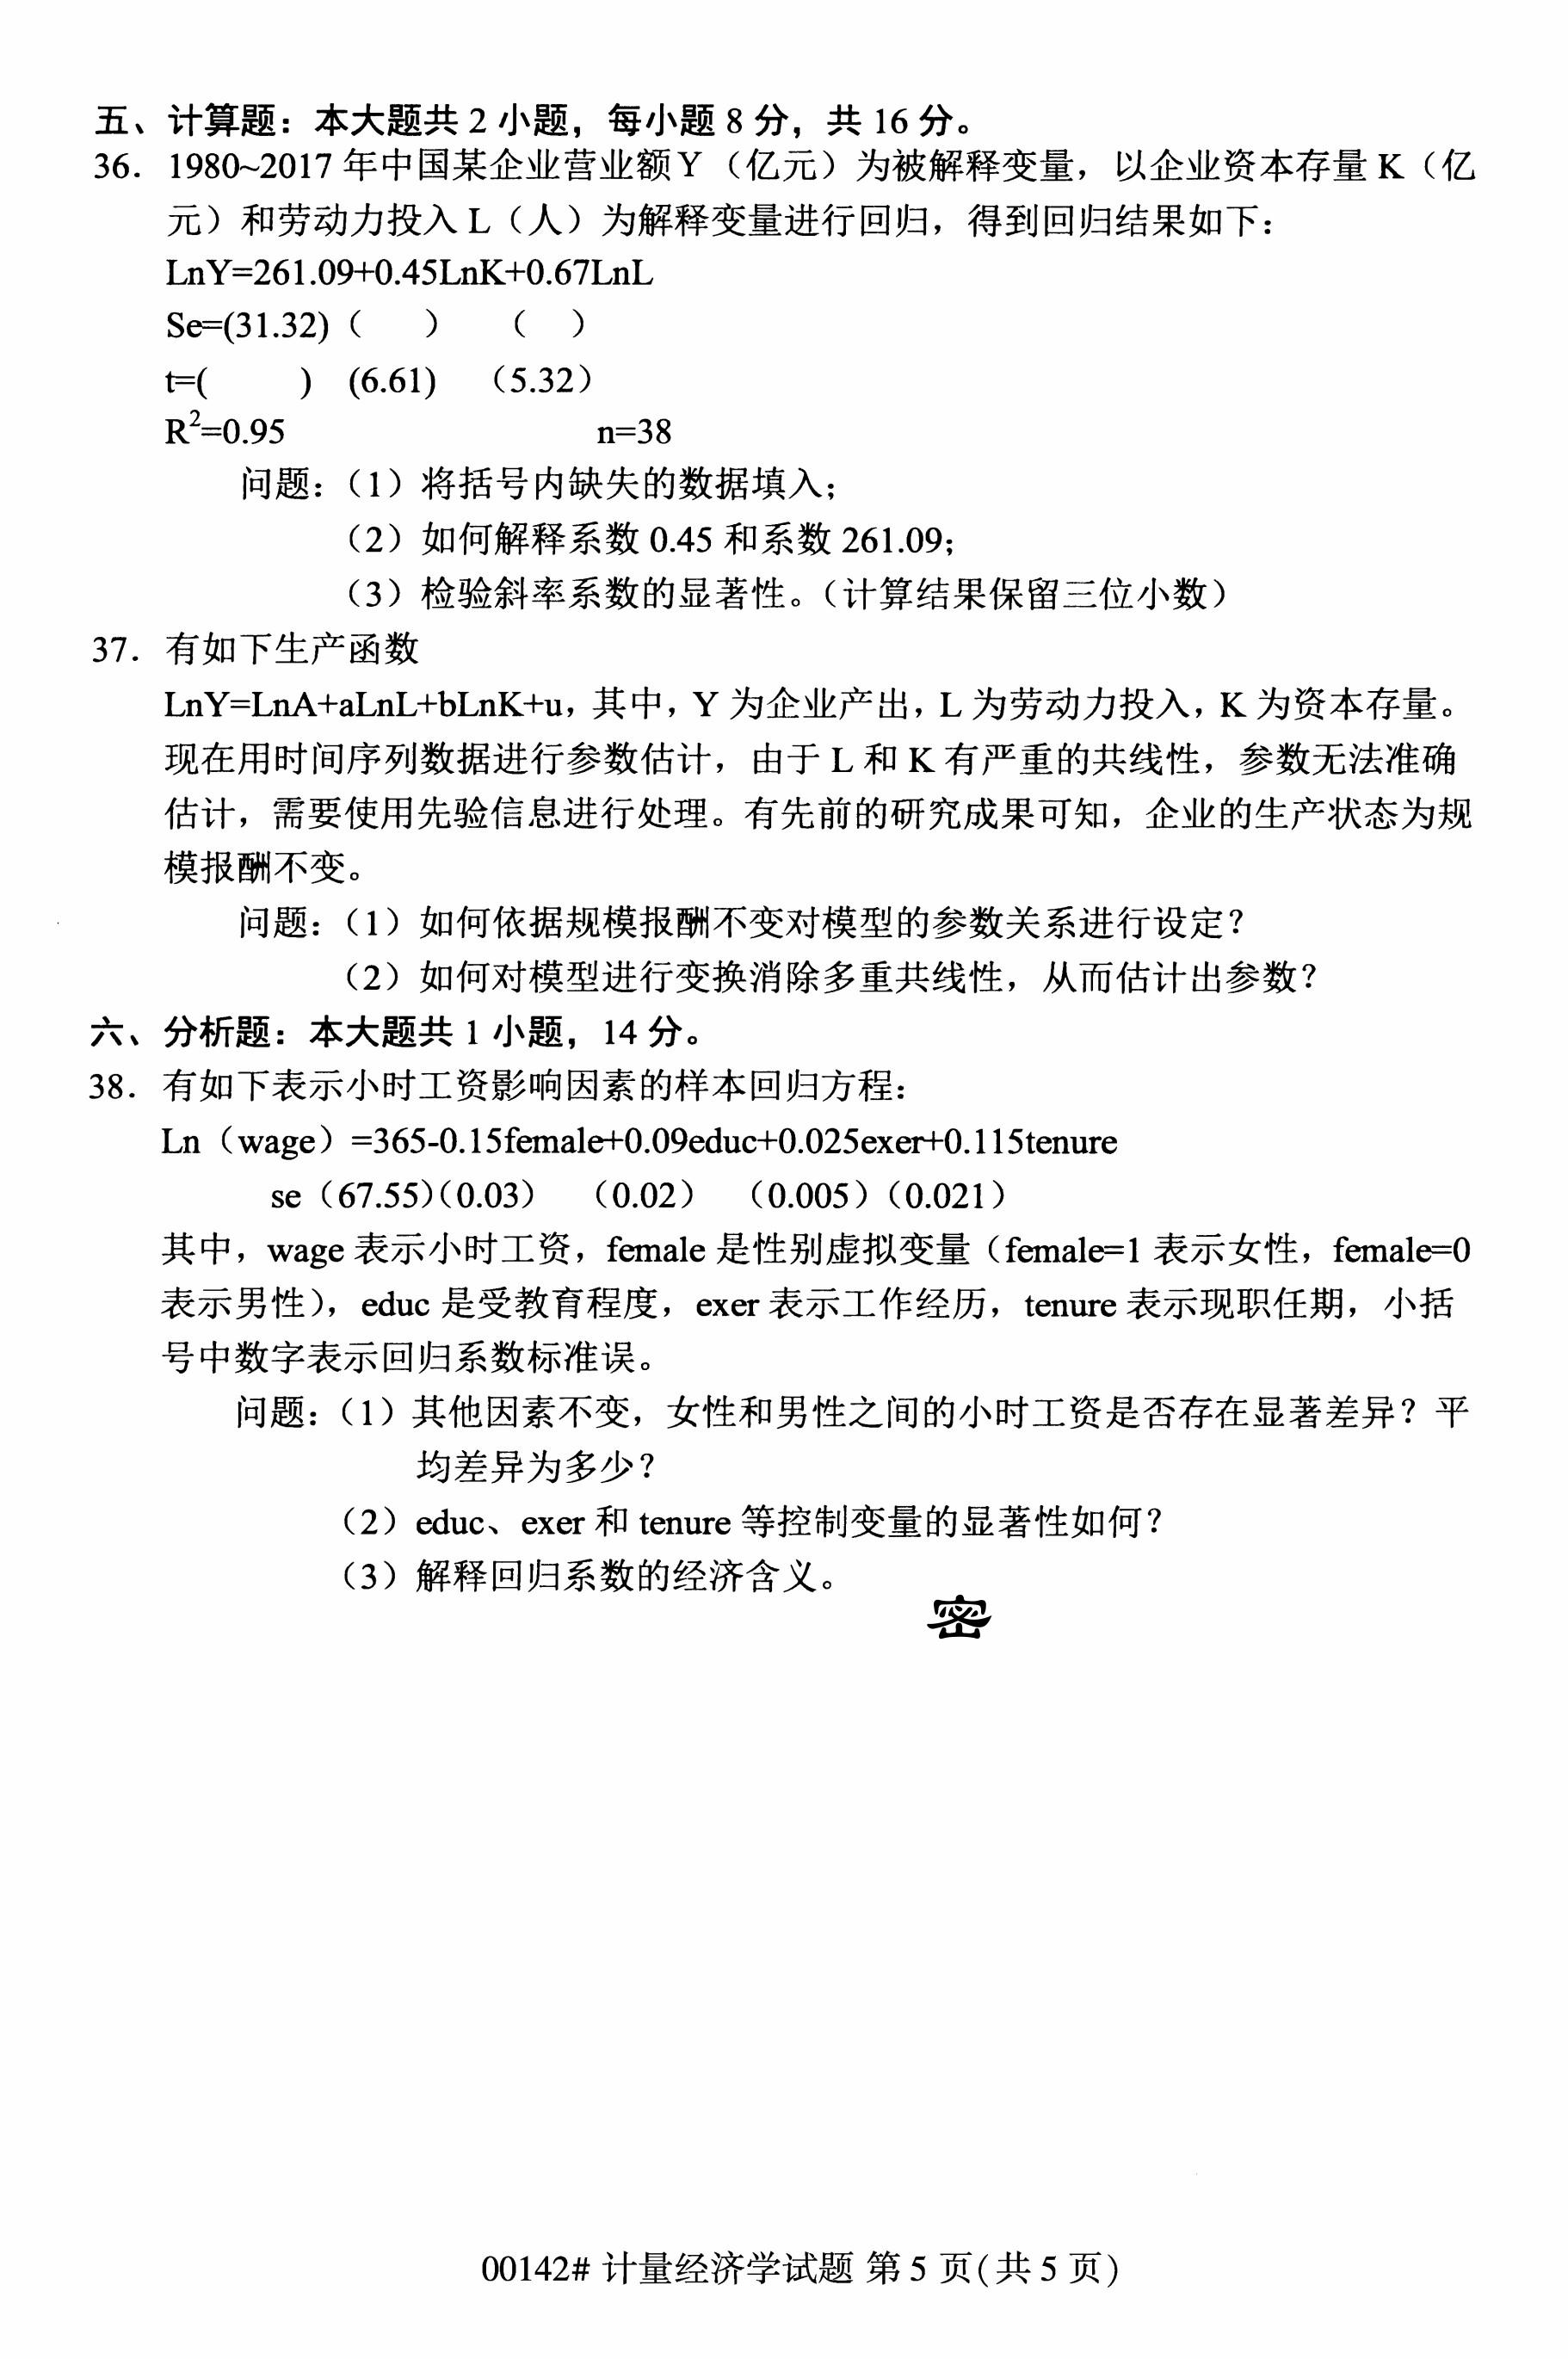 五、计算题：本大题共 2 小题，每小题 8 分，共 16 分。
36．1980~2017 年中国某企业营业额Y（亿元）为被解释变量，以企业资本存量 K（亿
元）和劳动力投入 L（人）为解释变量进行回归，得到回归结果如下：
LnY=261.09+0.45LnK+0.67LnL
Se=(31.32)（　　）　（　）
t=(　　) (6.61) （5.32）
R²=0.95 n=38
问题：（1）将括号内缺失的数据填入；
（2）如何解释系数 0.45 和系数 261.09；
（3）检验斜率系数的显著性。（计算结果保留三位小数）
37．有如下生产函数
LnY=LnA+aLnL+bLnK+u，其中，Y 为企业产出，L 为劳动力投入，K 为资本存量。
现在用时间序列数据进行参数估计，由于 L 和 K 有严重的共线性，参数无法准确
估计，需要使用先验信息进行处理。有先前的研究成果可知，企业的生产状态为规
模报酬不变。
问题：（1）如何依据规模报酬不变对模型的参数关系进行设定？
（2）如何对模型进行变换消除多重共线性，从而估计出参数？
六、分析题：本大题共 1 小题，14 分。
38．有如下表示小时工资影响因素的样本回归方程：
Ln（wage）=365-0.15female+0.09educ+0.025exer+0.115tenure
se（67.55）（0.03）（0.02）（0.005）（0.021）
其中，wage 表示小时工资，female 是性别虚拟变量（female=1 表示女性，female=0
表示男性），educ 是受教育程度，exer 表示工作经历，tenure 表示现职任期，小括
号中数字表示回归系数标准误。
问题：（1）其他因素不变，女性和男性之间的小时工资是否存在显著差异？平
均差异为多少？
（2）educ、exer 和 tenure 等控制变量的显著性如何？
（3）解释回归系数的经济含义。
密
00142# 计量经济学试题 第 5 页(共 5 页)